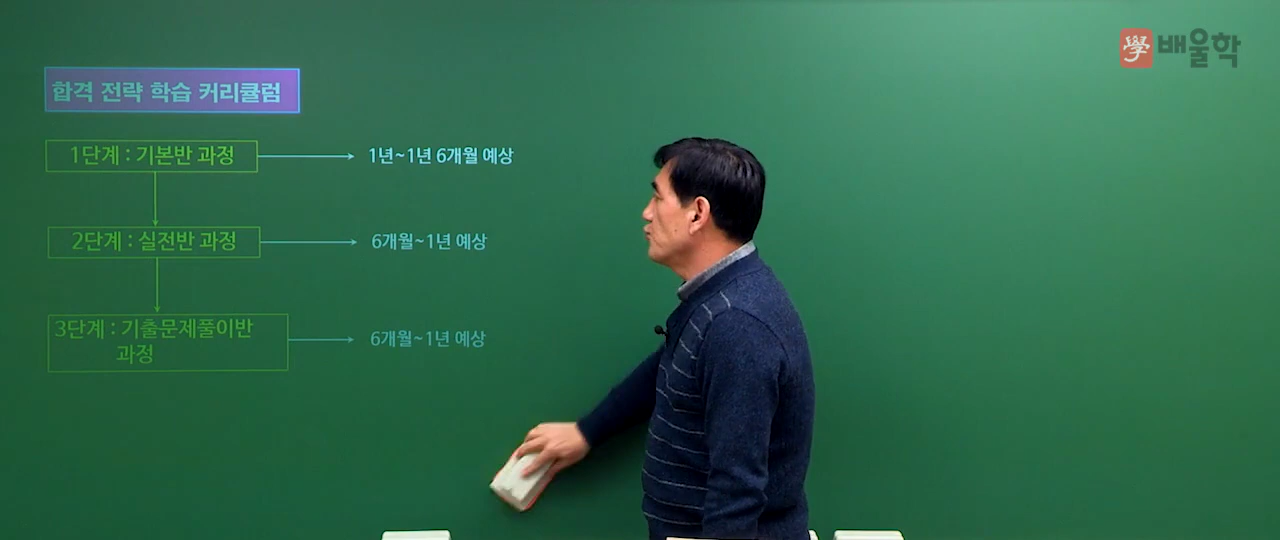 學 배울학
합격 전략 학습 커리큘럼
1단계 : 기본반 과정
1년~1년 6개월 예상
2단계 : 실전반 과정
6개월~1년 예상
3단계 : 기출문제풀이반
과정
6개월~1년 예상